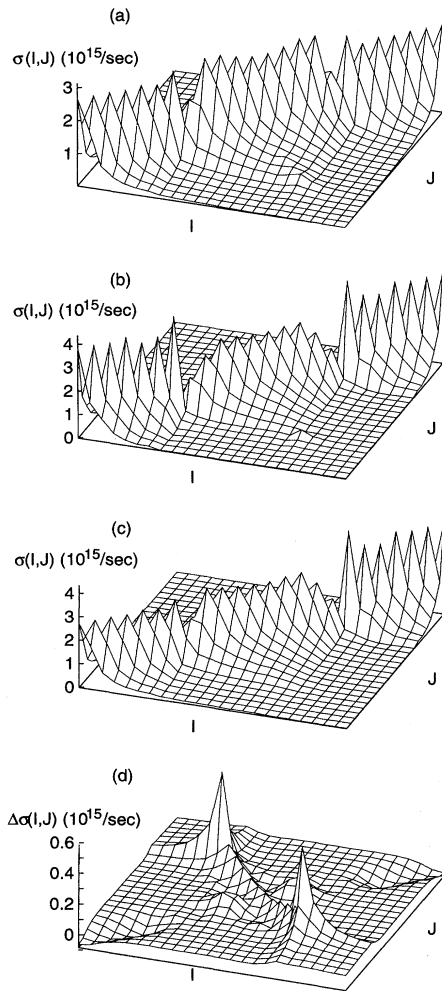 (a)
σ(I,J) (10¹⁵/sec)
3
2
1
I
J
(b)
σ(I,J) (10¹⁵/sec)
4
3
2
1
0
I
J
(c)
σ(I,J) (10¹⁵/sec)
4
3
2
1
0
I
J
(d)
Δσ(I,J) (10¹⁵/sec)
0.6
0.4
0.2
0
I
J